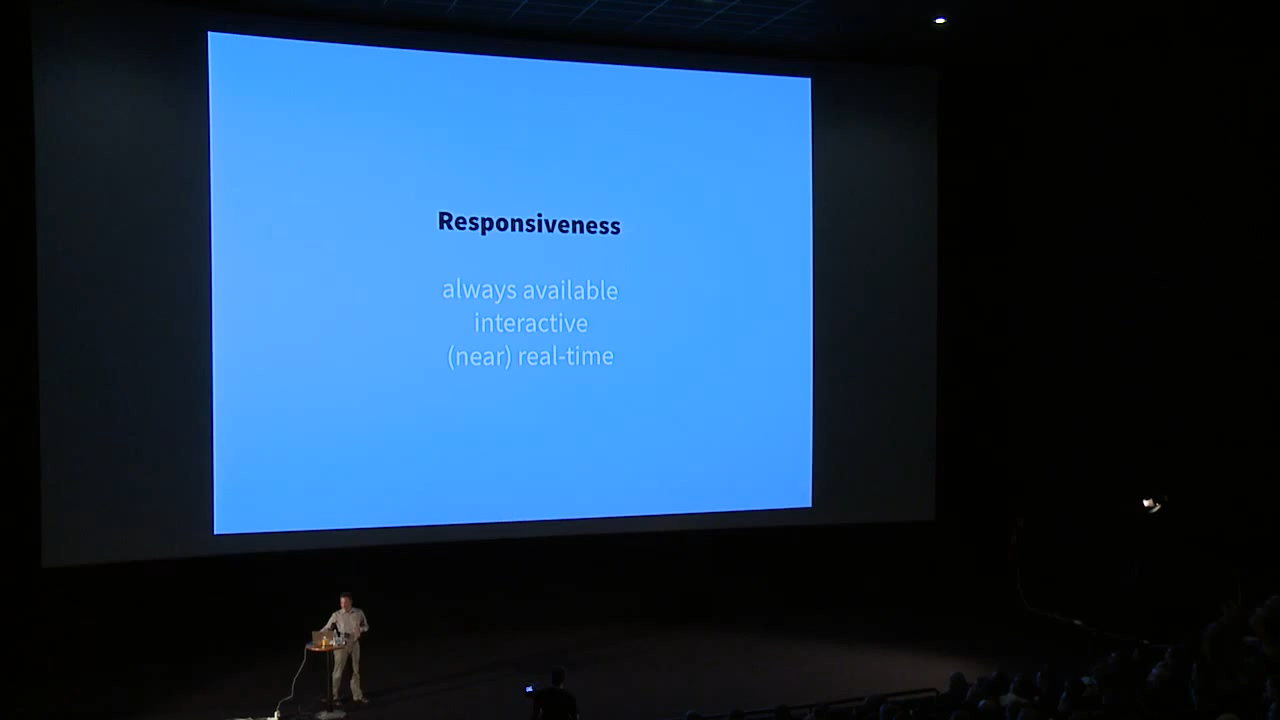 Responsiveness
always available
interactive
(near) real-time